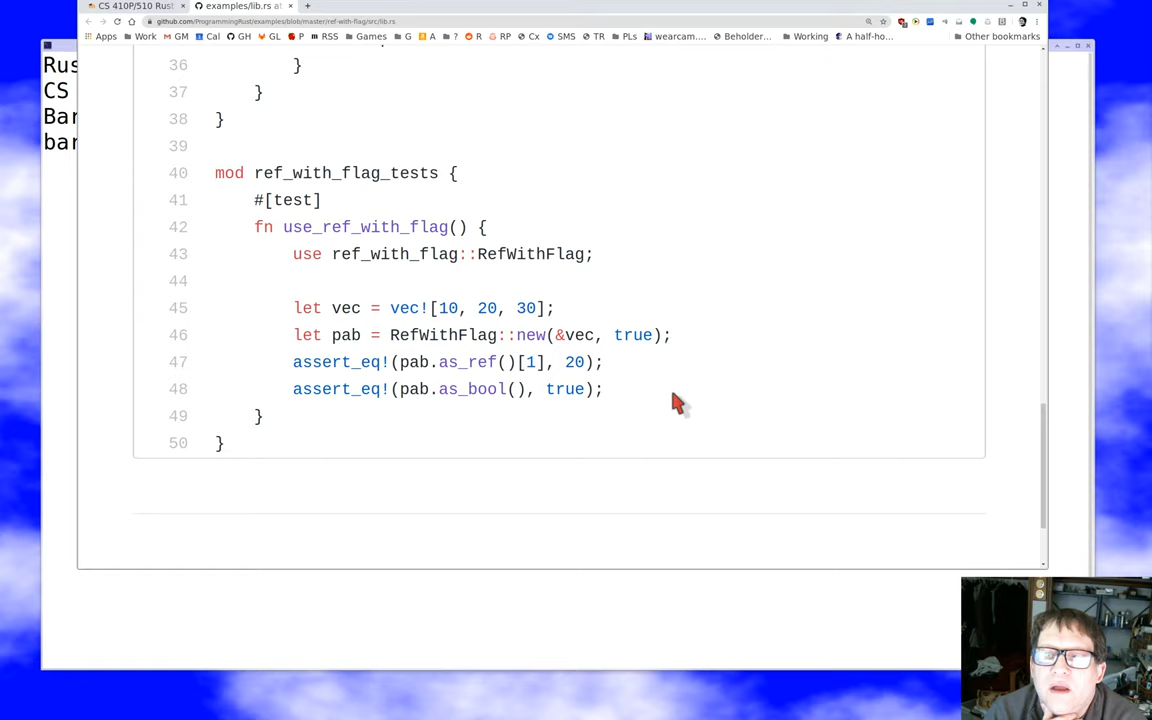 CS 410P/510 Rust
examples/lib.rs at
github.com/ProgrammingRust/examples/blob/master/ref-with-flag/src/lib.rs
Apps Work GM Cal GH GL P RSS Games G A ? R RP Cx SMS TR PLs wearcam.... Beholder... Working A half-ho... Other bookmarks
Rus
CS
Bar
bar
36 }
37 }
38 }
39
40 mod ref_with_flag_tests {
41 #[test]
42 fn use_ref_with_flag() {
43 use ref_with_flag::RefWithFlag;
44
45 let vec = vec![10, 20, 30];
46 let pab = RefWithFlag::new(&vec, true);
47 assert_eq!(pab.as_ref()[1], 20);
48 assert_eq!(pab.as_bool(), true);
49 }
50 }